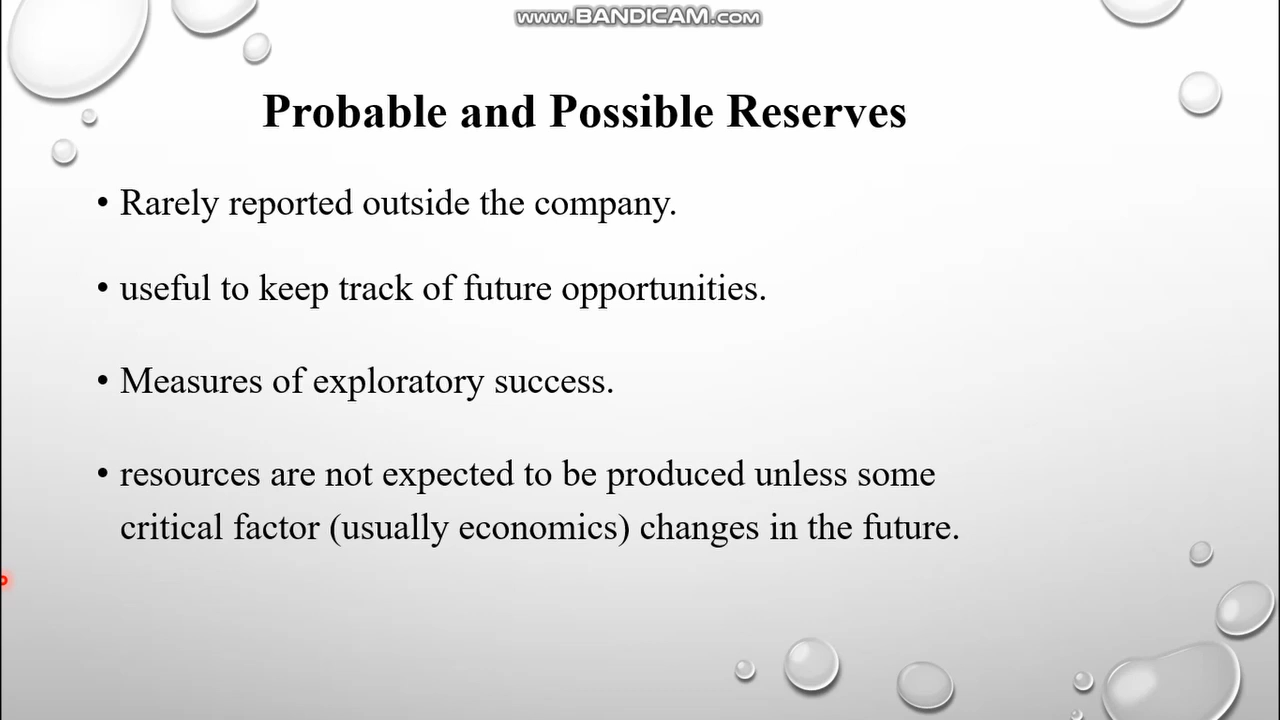 www.BANDICAM.com
Probable and Possible Reserves
• Rarely reported outside the company.
• useful to keep track of future opportunities.
• Measures of exploratory success.
• resources are not expected to be produced unless some
critical factor (usually economics) changes in the future.